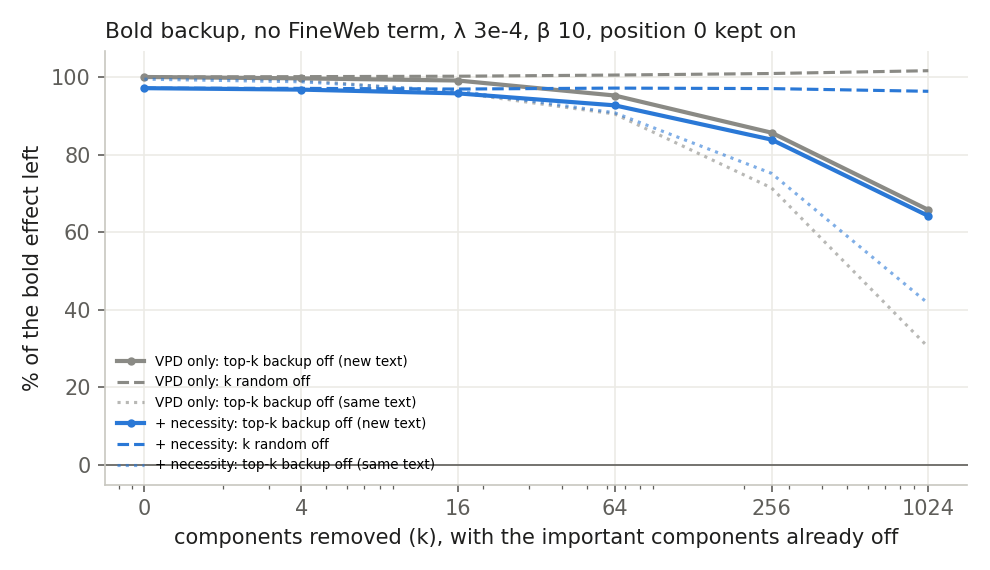 Bold backup, no FineWeb term, λ 3e-4, β 10, position 0 kept on
% of the bold effect left
100
80
60
40
20
0
VPD only: top-k backup off (new text)
VPD only: k random off
VPD only: top-k backup off (same text)
+ necessity: top-k backup off (new text)
+ necessity: k random off
+ necessity: top-k backup off (same text)
0 4 16 64 256 1024
components removed (k), with the important components already off